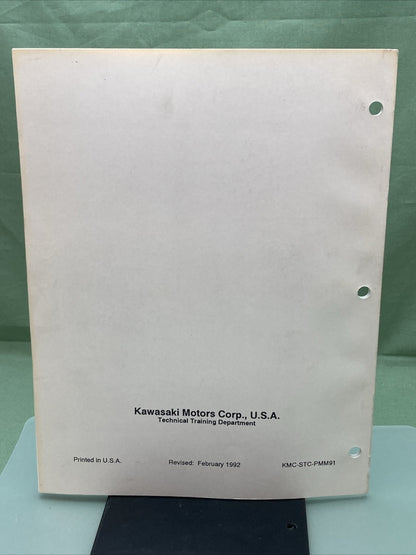 Kawasaki Motors Corp., U.S.A.
Technical Training Department
Printed in U.S.A. Revised: February 1992 KMC-STC-PMM91